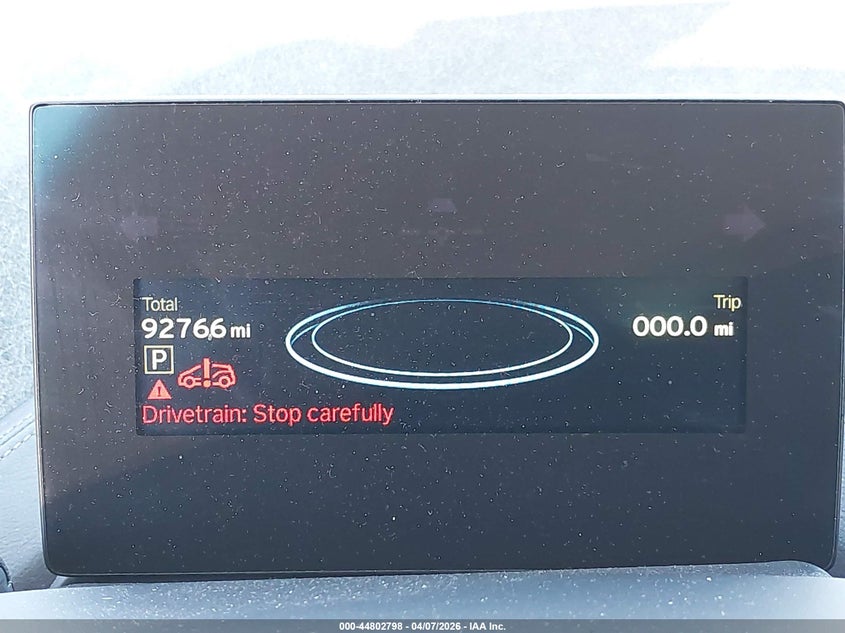 Total
Trip
92766 mi
000.0 mi
P
Drivetrain: Stop carefully
000-44802798 - 04/07/2026 - IAA Inc.